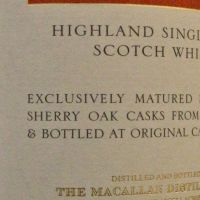 HIGHLAND SINGL
SCOTCH WHI
EXCLUSIVELY MATURED
SHERRY OAK CASKS FROM
& BOTTLED AT ORIGINAL CA
DISTILLED AND BOTTLE
THE MACALLAN DISTIL